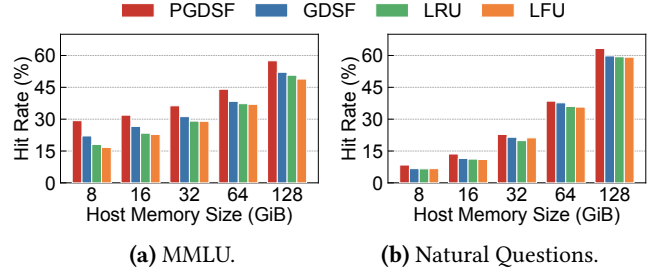 PGDSF GDSF LRU LFU
Hit Rate (%)
60
45
30
15
0
8 16 32 64 128
Host Memory Size (GiB)
(a) MMLU.
Hit Rate (%)
60
45
30
15
0
8 16 32 64 128
Host Memory Size (GiB)
(b) Natural Questions.